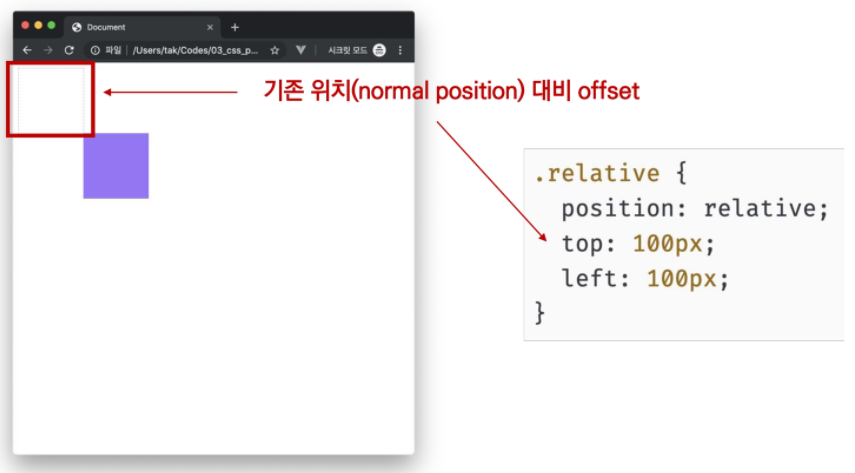 Document
파일 | /Users/tak/Codes/03_css_p...
시크릿 모드
기존 위치(normal position) 대비 offset
.relative {
position: relative;
top: 100px;
left: 100px;
}